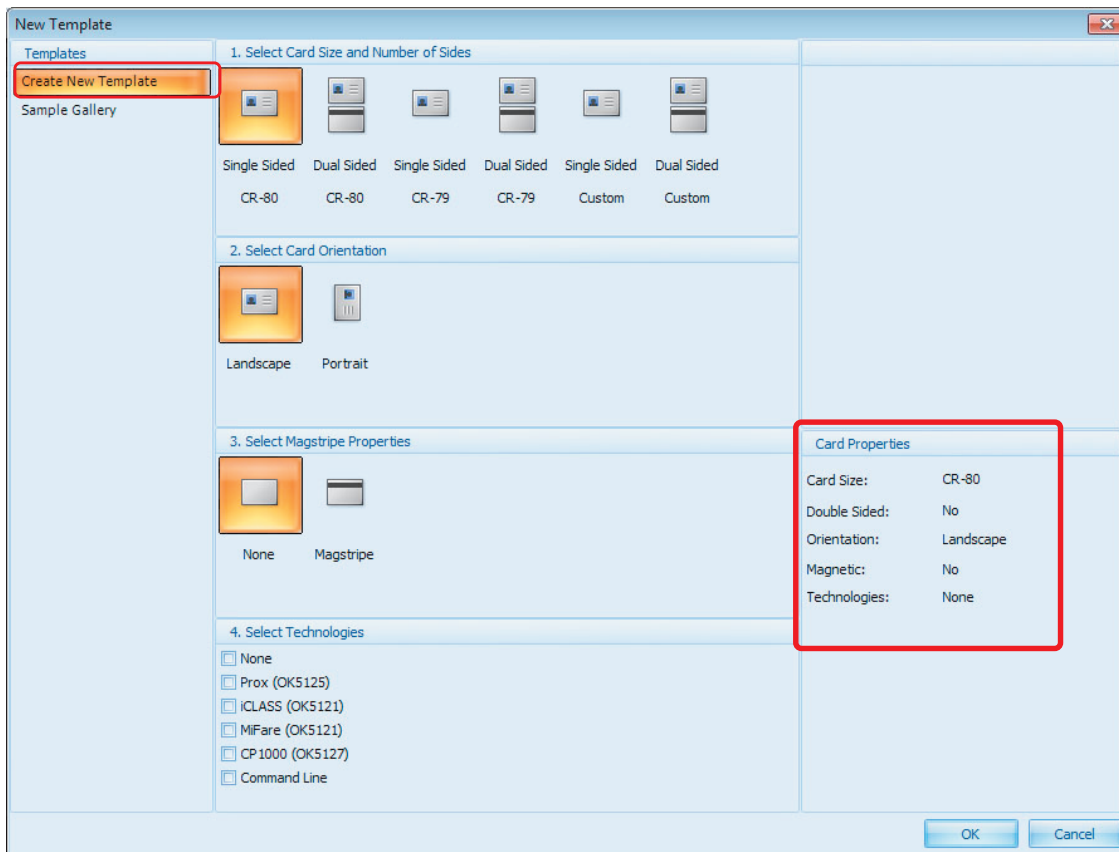 New Template
Templates
Create New Template
Sample Gallery
1. Select Card Size and Number of Sides
Single Sided Dual Sided Single Sided Dual Sided Single Sided Dual Sided
CR-80 CR-80 CR-79 CR-79 Custom Custom
2. Select Card Orientation
Landscape Portrait
3. Select Magstripe Properties
None Magstripe
4. Select Technologies
None
Prox (OK5125)
iCLASS (OK5121)
MiFare (OK5121)
CP1000 (OK5127)
Command Line
Card Properties
Card Size: CR-80
Double Sided: No
Orientation: Landscape
Magnetic: No
Technologies: None
OK Cancel